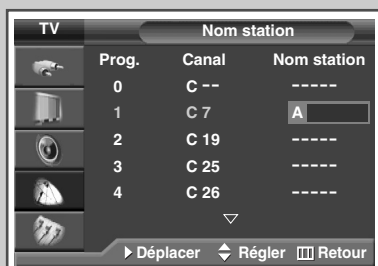 TV Nom station
Prog. Canal Nom station
0 C -- -----
1 C 7 A
2 C 19 -----
3 C 25 -----
4 C 26 -----
Déplacer Régler Retour